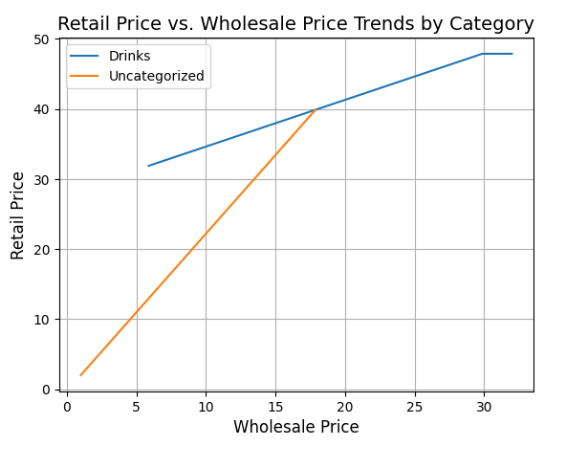 Retail Price vs. Wholesale Price Trends by Category
50
Drinks
Uncategorized
40
30
20
10
0
Retail Price
0 5 10 15 20 25 30
Wholesale Price